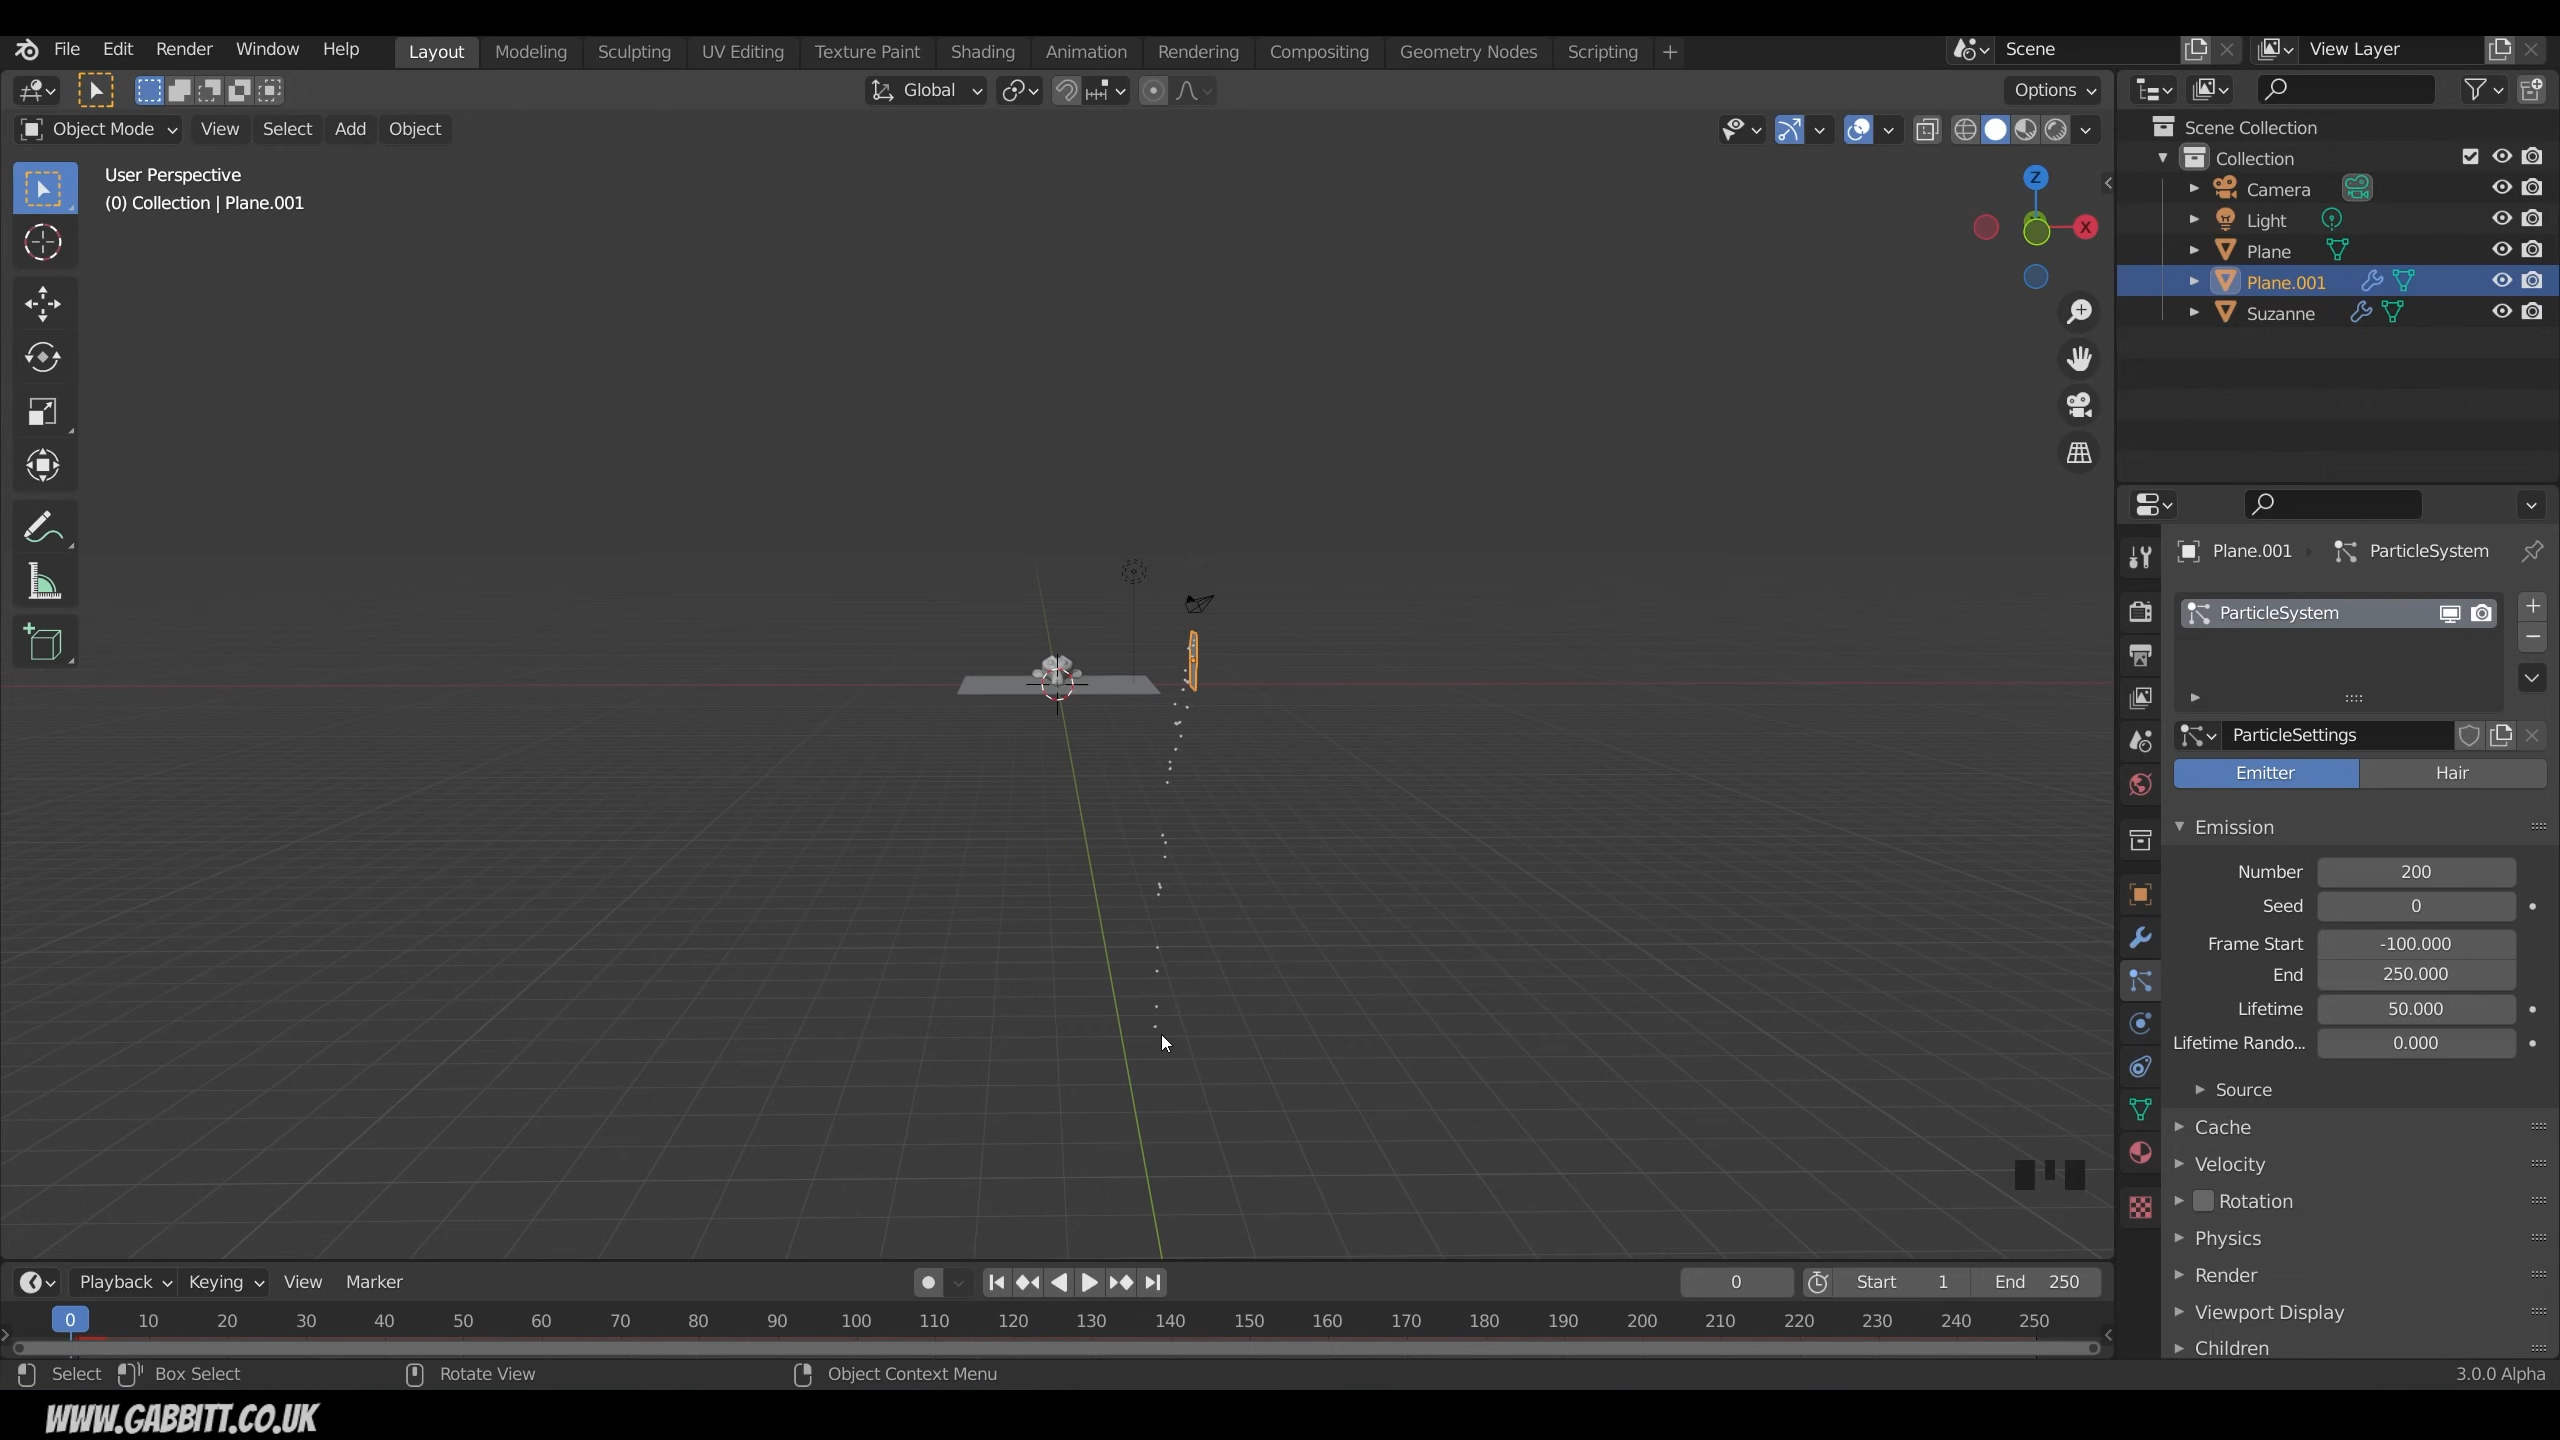 File Edit Render Window Help Layout Modeling Sculpting UV Editing Texture Paint Shading Animation Rendering Compositing Geometry Nodes Scripting Scene View Layer
Global Options
Object Mode View Select Add Object
User Perspective
(0) Collection | Plane.001
Z
X
Scene Collection
Collection
Camera
Light
Plane
Plane.001
Suzanne
Plane.001 ParticleSystem
ParticleSystem
ParticleSettings
Emitter Hair
Emission
Number 200
Seed 0
Frame Start -100.000
End 250.000
Lifetime 50.000
Lifetime Rando... 0.000
Source
Cache
Velocity
Rotation
Physics
Render
Viewport Display
Children
Playback Keying View Marker 0 Start 1 End 250
0 10 20 30 40 50 60 70 80 90 100 110 120 130 140 150 160 170 180 190 200 210 220 230 240 250
Select Box Select Rotate View Object Context Menu 3.0.0 Alpha
WWW.GABBITT.CO.UK